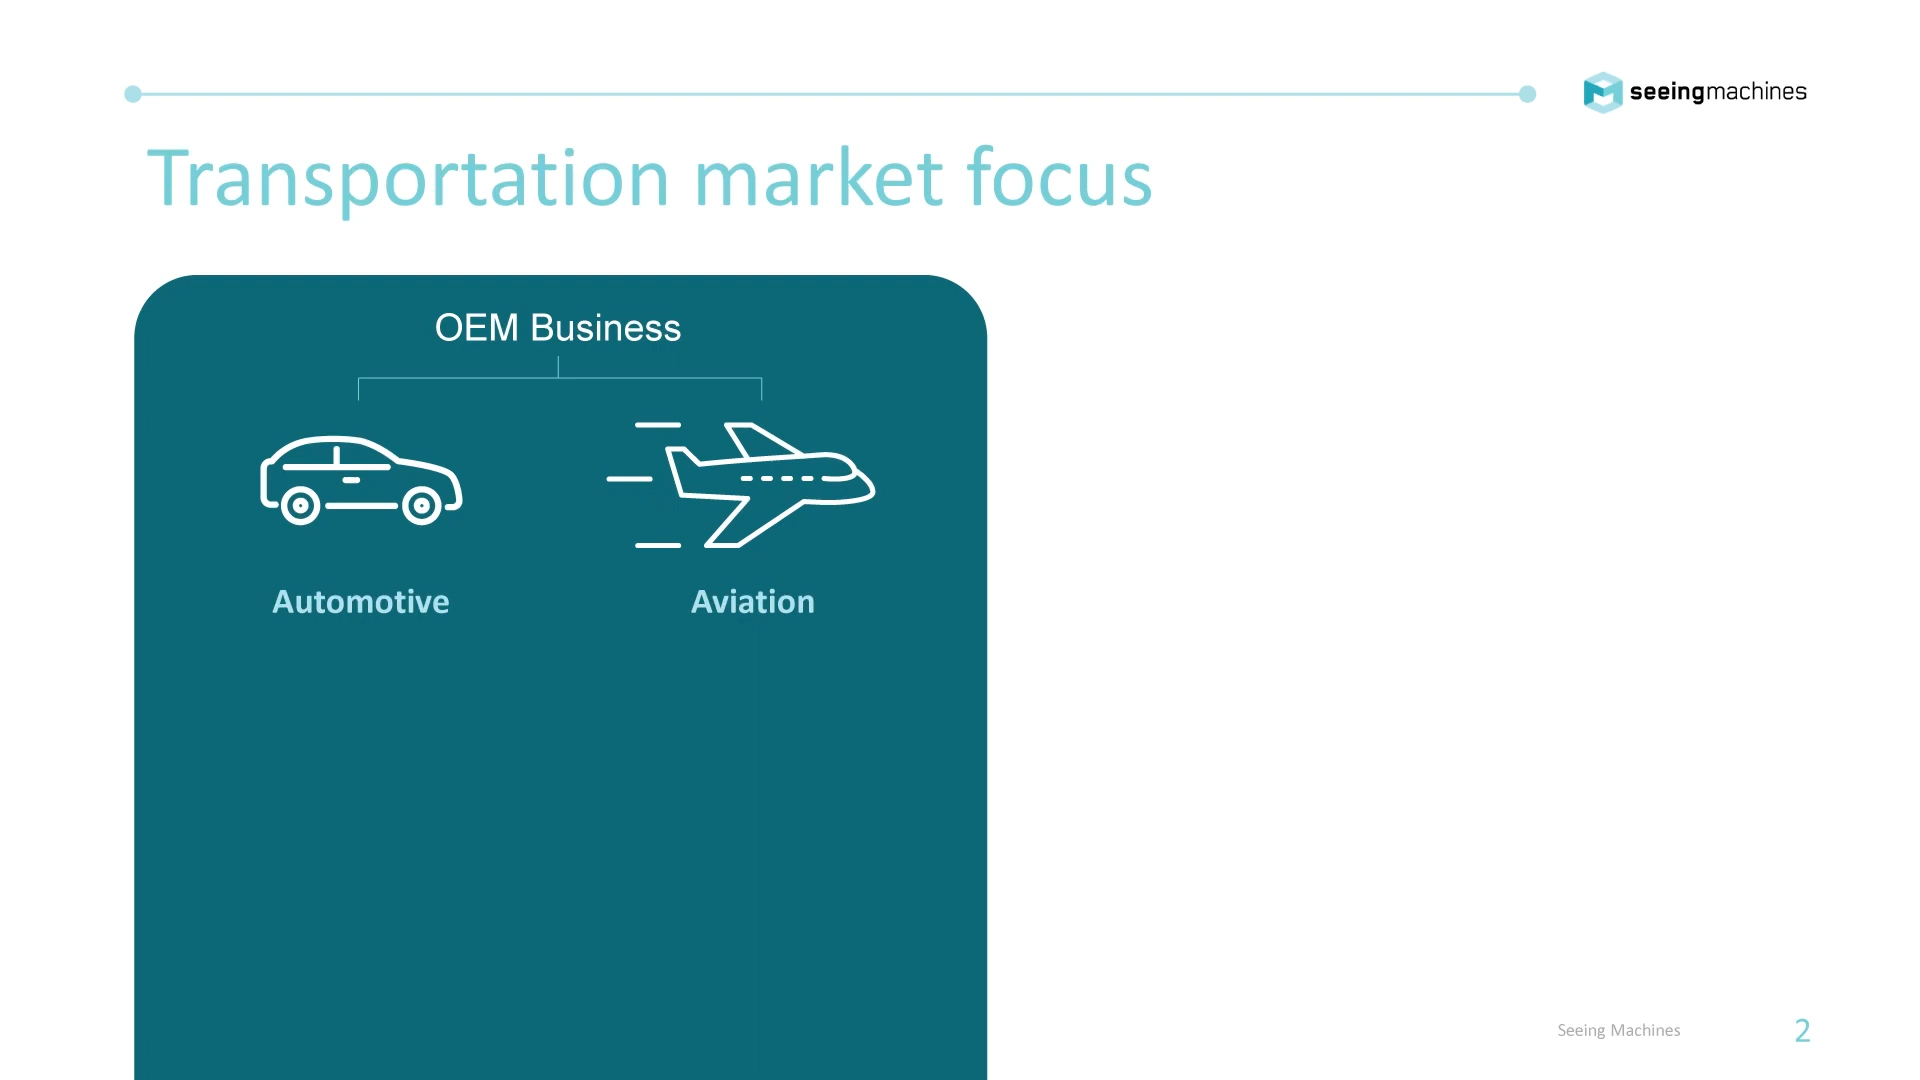 seeingmachines
Transportation market focus
OEM Business
Automotive
Aviation
Seeing Machines
2